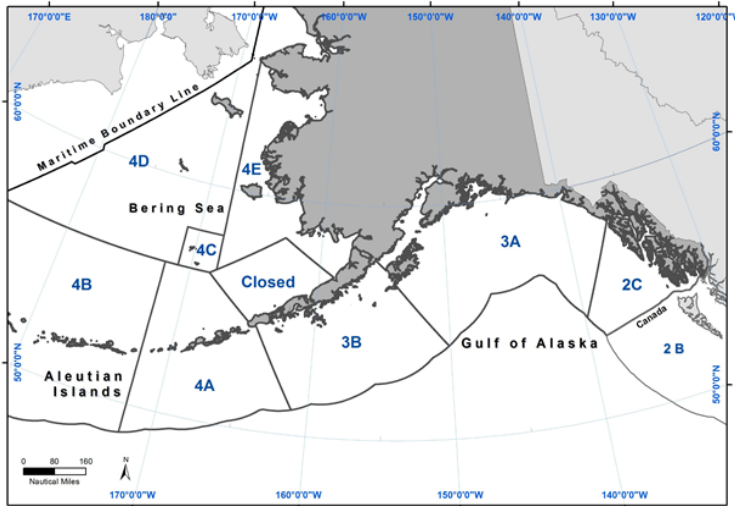 170°0'0"E
180°0'0"
170°0'0"W
160°0'0"W
150°0'0"W
140°0'0"W
130°0'0"W
120°0'0"W
60°0'0"N
60°0'0"N
Maritime Boundary Line
4D
4E
Bering Sea
4C
3A
Closed
4B
2C
Canada
3B
Gulf of Alaska
2 B
Aleutian
Islands
4A
50°0'0"N
50°0'0"N
0 80 160
Nautical Miles
N
170°0'0"W
160°0'0"W
150°0'0"W
140°0'0"W